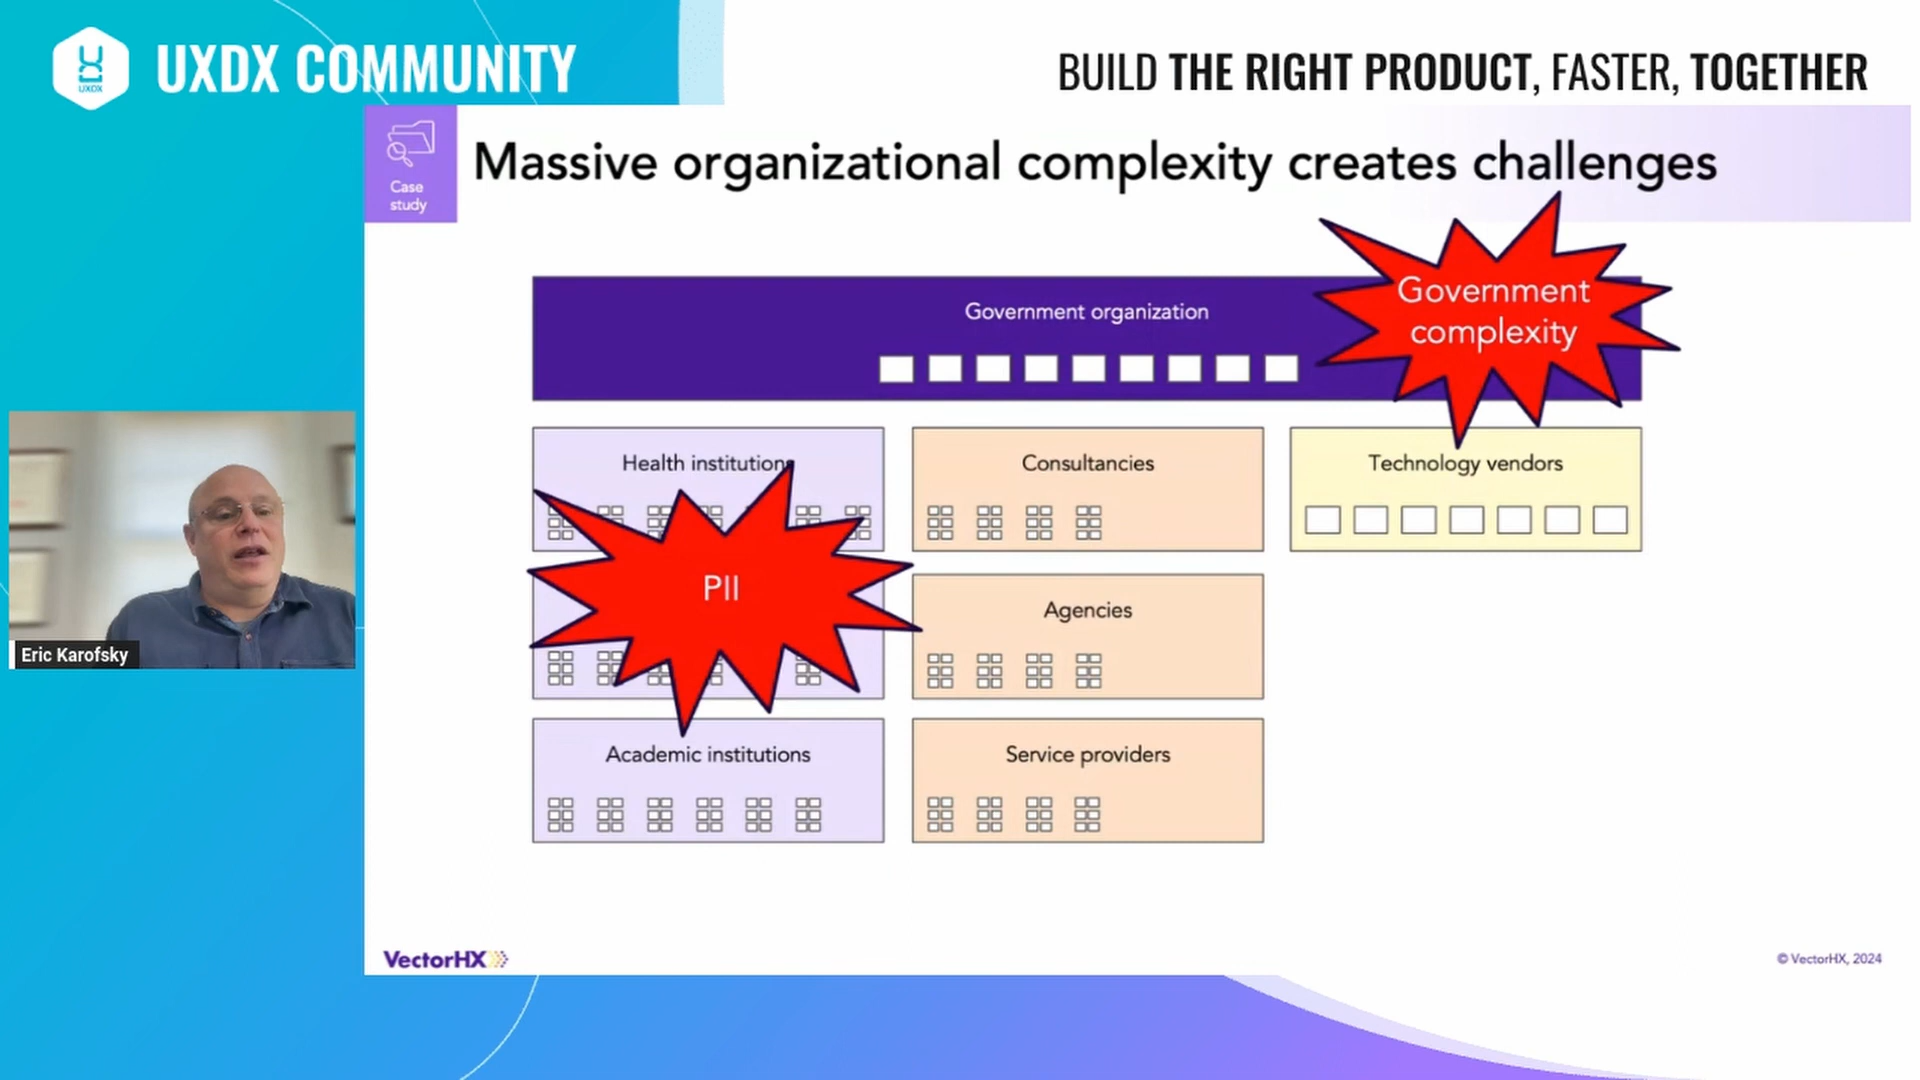 UXDX
UXDX COMMUNITY
BUILD THE RIGHT PRODUCT, FASTER, TOGETHER
Case
study
Massive organizational complexity creates challenges
Government organization
Government
complexity
Health institutions
Consultancies
Technology vendors
PII
Agencies
Academic institutions
Service providers
Eric Karofsky
VectorHX
© VectorHX, 2024